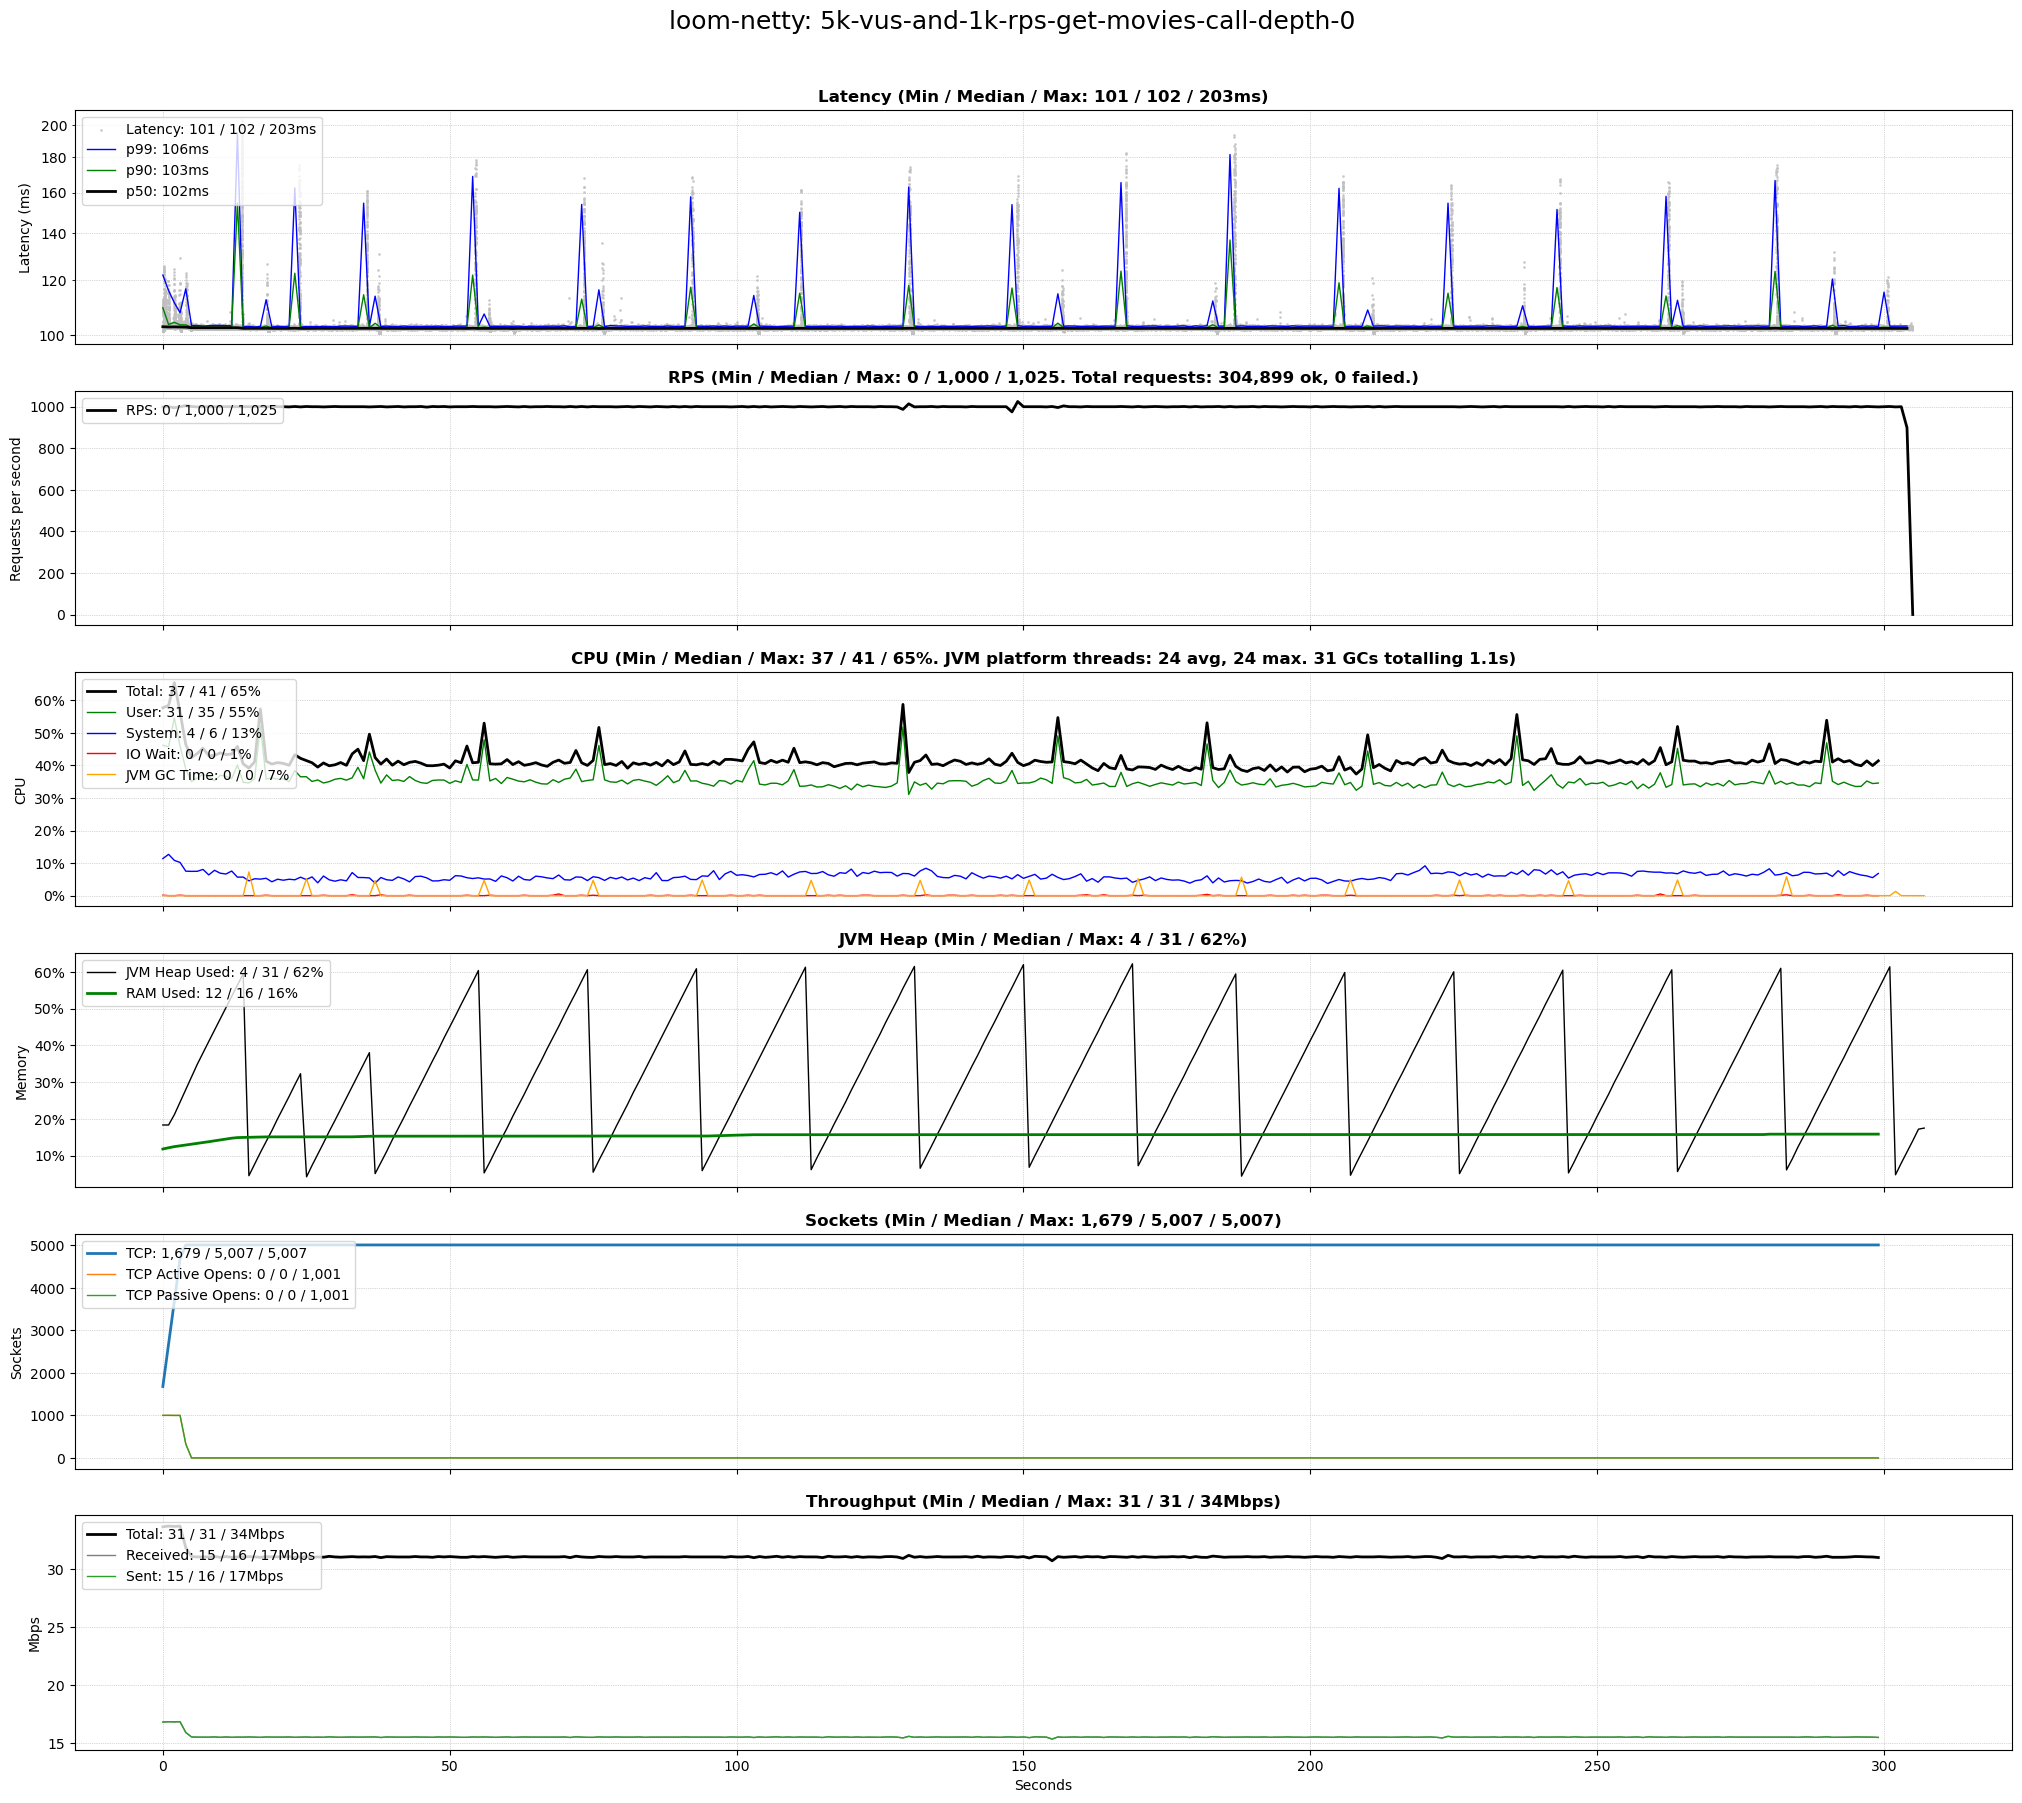 loom-netty: 5k-vus-and-1k-rps-get-movies-call-depth-0
Latency (Min / Median / Max: 101 / 102 / 203ms)
Latency: 101 / 102 / 203ms
p99: 106ms
p90: 103ms
p50: 102ms
Latency (ms)
200
180
160
140
120
100
RPS (Min / Median / Max: 0 / 1,000 / 1,025. Total requests: 304,899 ok, 0 failed.)
RPS: 0 / 1,000 / 1,025
Requests per second
1000
800
600
400
200
0
CPU (Min / Median / Max: 37 / 41 / 65%. JVM platform threads: 24 avg, 24 max. 31 GCs totalling 1.1s)
Total: 37 / 41 / 65%
User: 31 / 35 / 55%
System: 4 / 6 / 13%
IO Wait: 0 / 0 / 1%
JVM GC Time: 0 / 0 / 7%
CPU
60%
50%
40%
30%
20%
10%
0%
JVM Heap (Min / Median / Max: 4 / 31 / 62%)
JVM Heap Used: 4 / 31 / 62%
RAM Used: 12 / 16 / 16%
Memory
60%
50%
40%
30%
20%
10%
Sockets (Min / Median / Max: 1,679 / 5,007 / 5,007)
TCP: 1,679 / 5,007 / 5,007
TCP Active Opens: 0 / 0 / 1,001
TCP Passive Opens: 0 / 0 / 1,001
Sockets
5000
4000
3000
2000
1000
0
Throughput (Min / Median / Max: 31 / 31 / 34Mbps)
Total: 31 / 31 / 34Mbps
Received: 15 / 16 / 17Mbps
Sent: 15 / 16 / 17Mbps
Mbps
30
25
20
15
0 50 100 150 200 250 300
Seconds